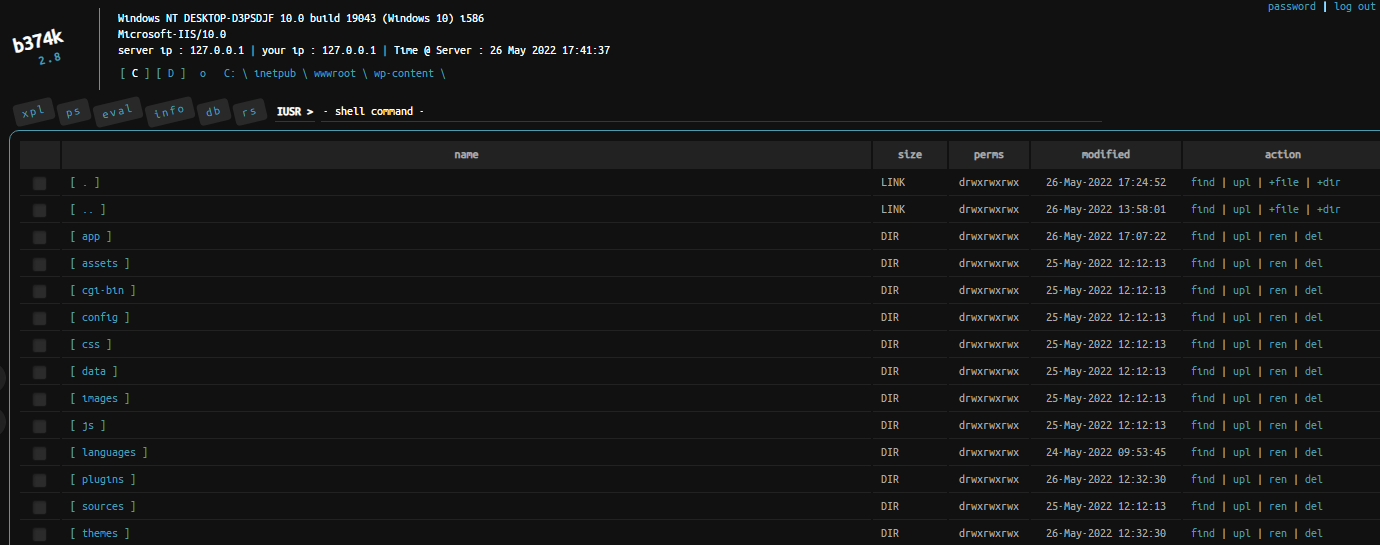 password | log out
b374k
2.8
Windows NT DESKTOP-D3PSDJF 10.0 build 19043 (Windows 10) i586
Microsoft-IIS/10.0
server ip : 127.0.0.1 | your ip : 127.0.0.1 | Time @ Server : 26 May 2022 17:41:37
[ C ] [ D ] o C: \ inetpub \ wwwroot \ wp-content \
xpl ps eval info db rs IUSR > - shell command -
name size perms modified action
[ . ] LINK drwxrwxrwx 26-May-2022 17:24:52 find | upl | +file | +dir
[ .. ] LINK drwxrwxrwx 26-May-2022 13:58:01 find | upl | +file | +dir
[ app ] DIR drwxrwxrwx 26-May-2022 17:07:22 find | upl | ren | del
[ assets ] DIR drwxrwxrwx 25-May-2022 12:12:13 find | upl | ren | del
[ cgi-bin ] DIR drwxrwxrwx 25-May-2022 12:12:13 find | upl | ren | del
[ config ] DIR drwxrwxrwx 25-May-2022 12:12:13 find | upl | ren | del
[ css ] DIR drwxrwxrwx 25-May-2022 12:12:13 find | upl | ren | del
[ data ] DIR drwxrwxrwx 25-May-2022 12:12:13 find | upl | ren | del
[ images ] DIR drwxrwxrwx 25-May-2022 12:12:13 find | upl | ren | del
[ js ] DIR drwxrwxrwx 25-May-2022 12:12:13 find | upl | ren | del
[ languages ] DIR drwxrwxrwx 24-May-2022 09:53:45 find | upl | ren | del
[ plugins ] DIR drwxrwxrwx 26-May-2022 12:32:30 find | upl | ren | del
[ sources ] DIR drwxrwxrwx 25-May-2022 12:12:13 find | upl | ren | del
[ themes ] DIR drwxrwxrwx 26-May-2022 12:32:30 find | upl | ren | del